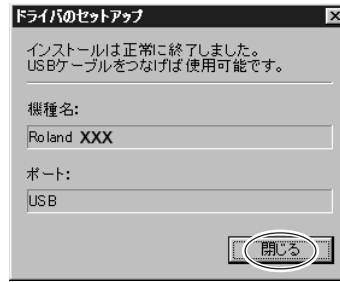 ドライバのセットアップ
インストールは正常に終了しました。
USBケーブルをつなげば使用可能です。
機種名:
Roland XXX
ポート:
USB
閉じる